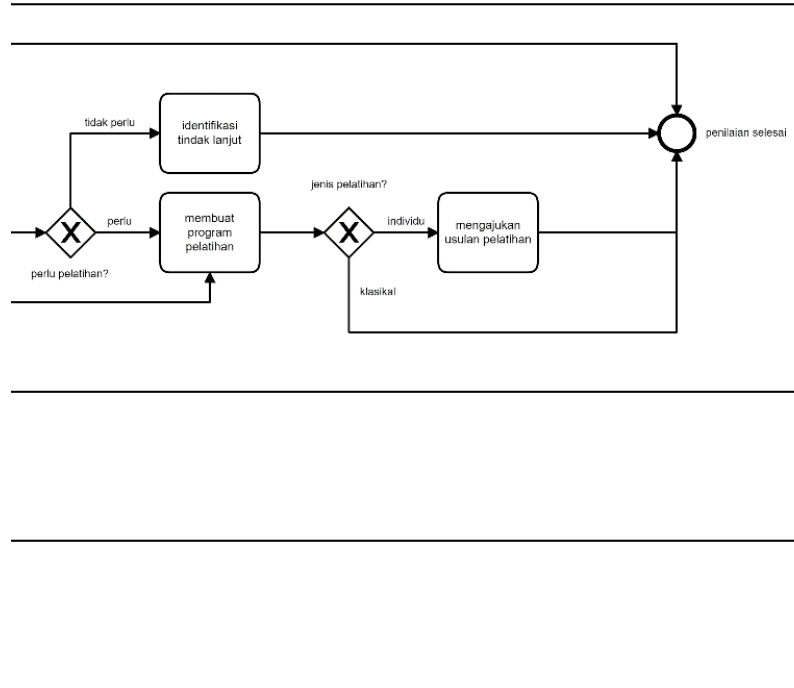 tidak perlu
identifikasi
tindak lanjut
penilaian selesai
perlu pelatihan?
perlu
membuat
program
pelatihan
jenis pelatihan?
individu
mengajukan
usulan pelatihan
klasikal